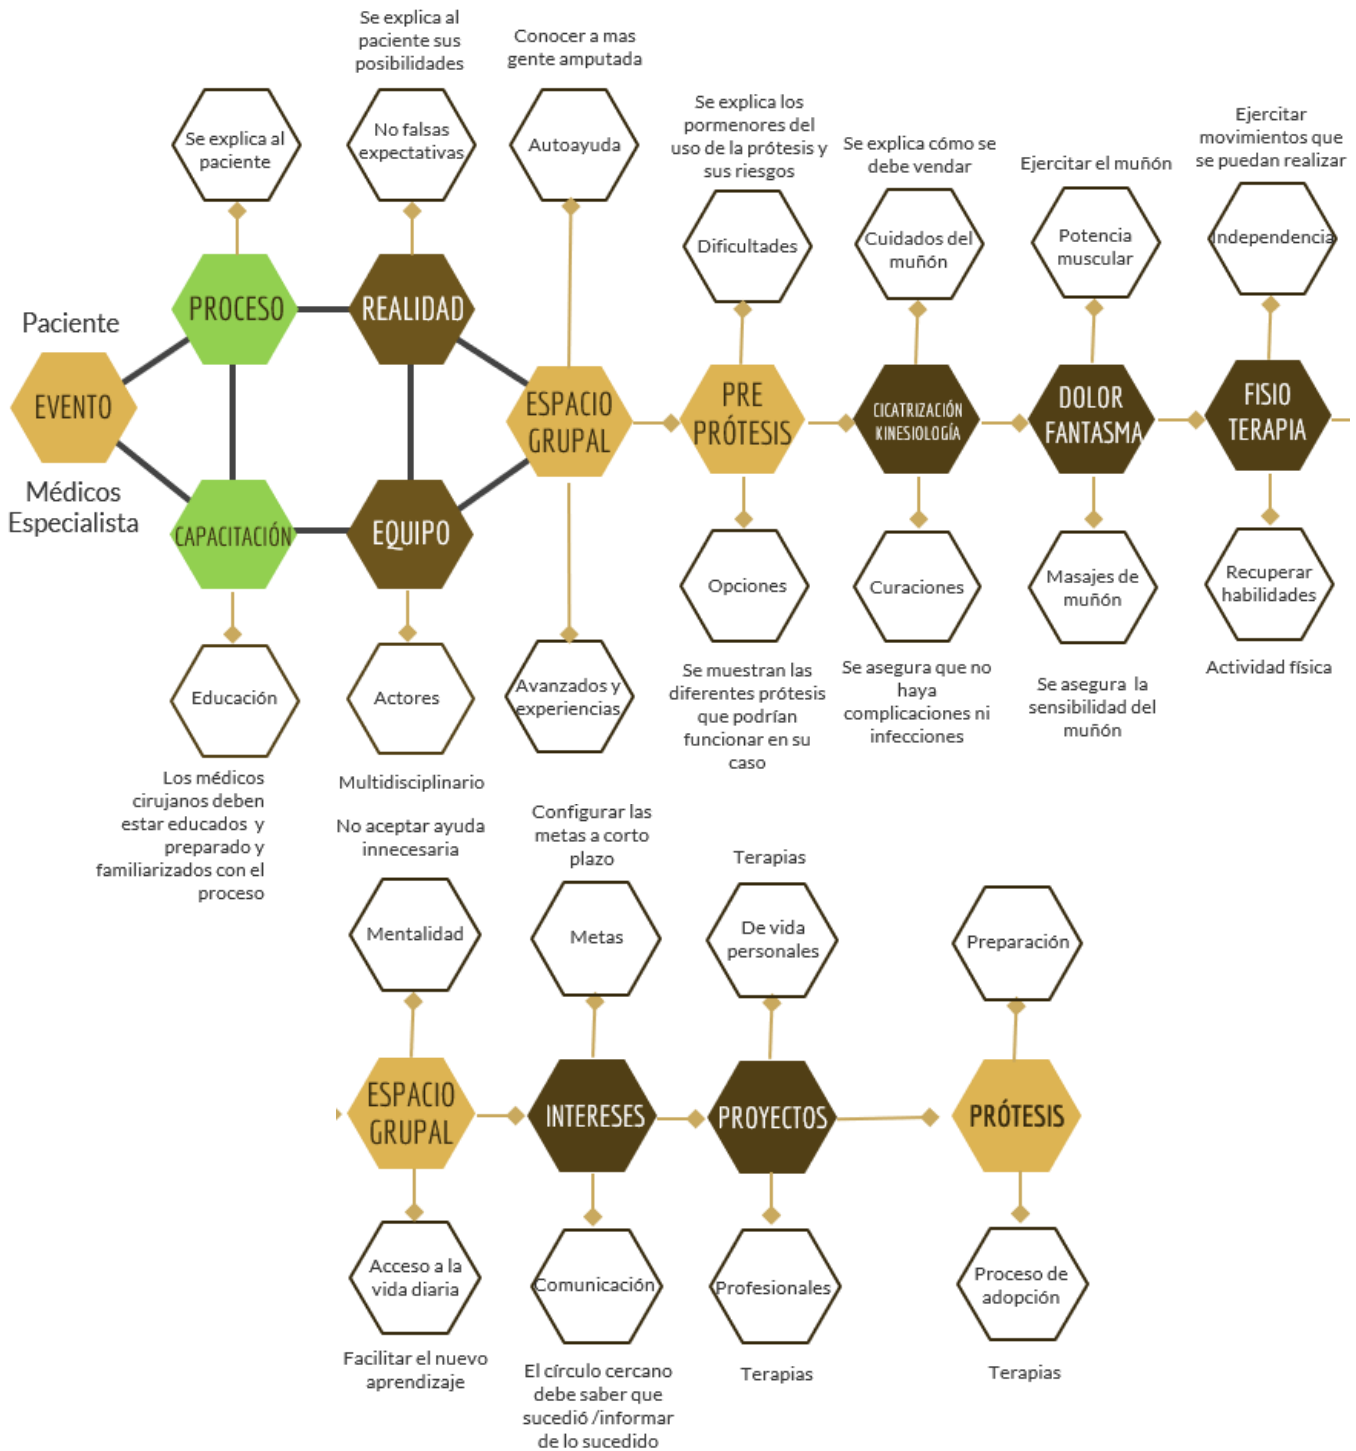 Se explica al
paciente sus
posibilidades
Conocer a mas
gente amputada
Se explica los
pormenores del
uso de la prótesis y
sus riesgos
Se explica cómo se
debe vendar
Ejercitar el muñón
Ejercitar
movimientos que
se puedan realizar
Se explica al
paciente
No falsas
expectativas
Autoayuda
Dificultades
Cuidados del
muñón
Potencia
muscular
Independencia
Paciente
EVENTO
Médicos
Especialista
PROCESO
REALIDAD
CAPACITACIÓN
EQUIPO
ESPACIO
GRUPAL
PRE
PRÓTESIS
CICATRIZACIÓN
KINESIOLOGÍA
DOLOR
FANTASMA
FISIO
TERAPIA
Educación
Actores
Avanzados y
experiencias
Opciones
Curaciones
Masajes de
muñón
Recuperar
habilidades
Los médicos
cirujanos deben
estar educados y
preparado y
familiarizados con el
proceso
Multidisciplinario
Se muestran las
diferentes prótesis
que podrían
funcionar en su
caso
Se asegura que no
haya
complicaciones ni
infecciones
Se asegura la
sensibilidad del
muñón
Actividad física
No aceptar ayuda
innecesaria
Configurar las
metas a corto
plazo
Terapias
Mentalidad
Metas
De vida
personales
Preparación
ESPACIO
GRUPAL
INTERESES
PROYECTOS
PRÓTESIS
Acceso a la
vida diaria
Comunicación
Profesionales
Proceso de
adopción
Facilitar el nuevo
aprendizaje
El círculo cercano
debe saber que
sucedió /informar
de lo sucedido
Terapias
Terapias